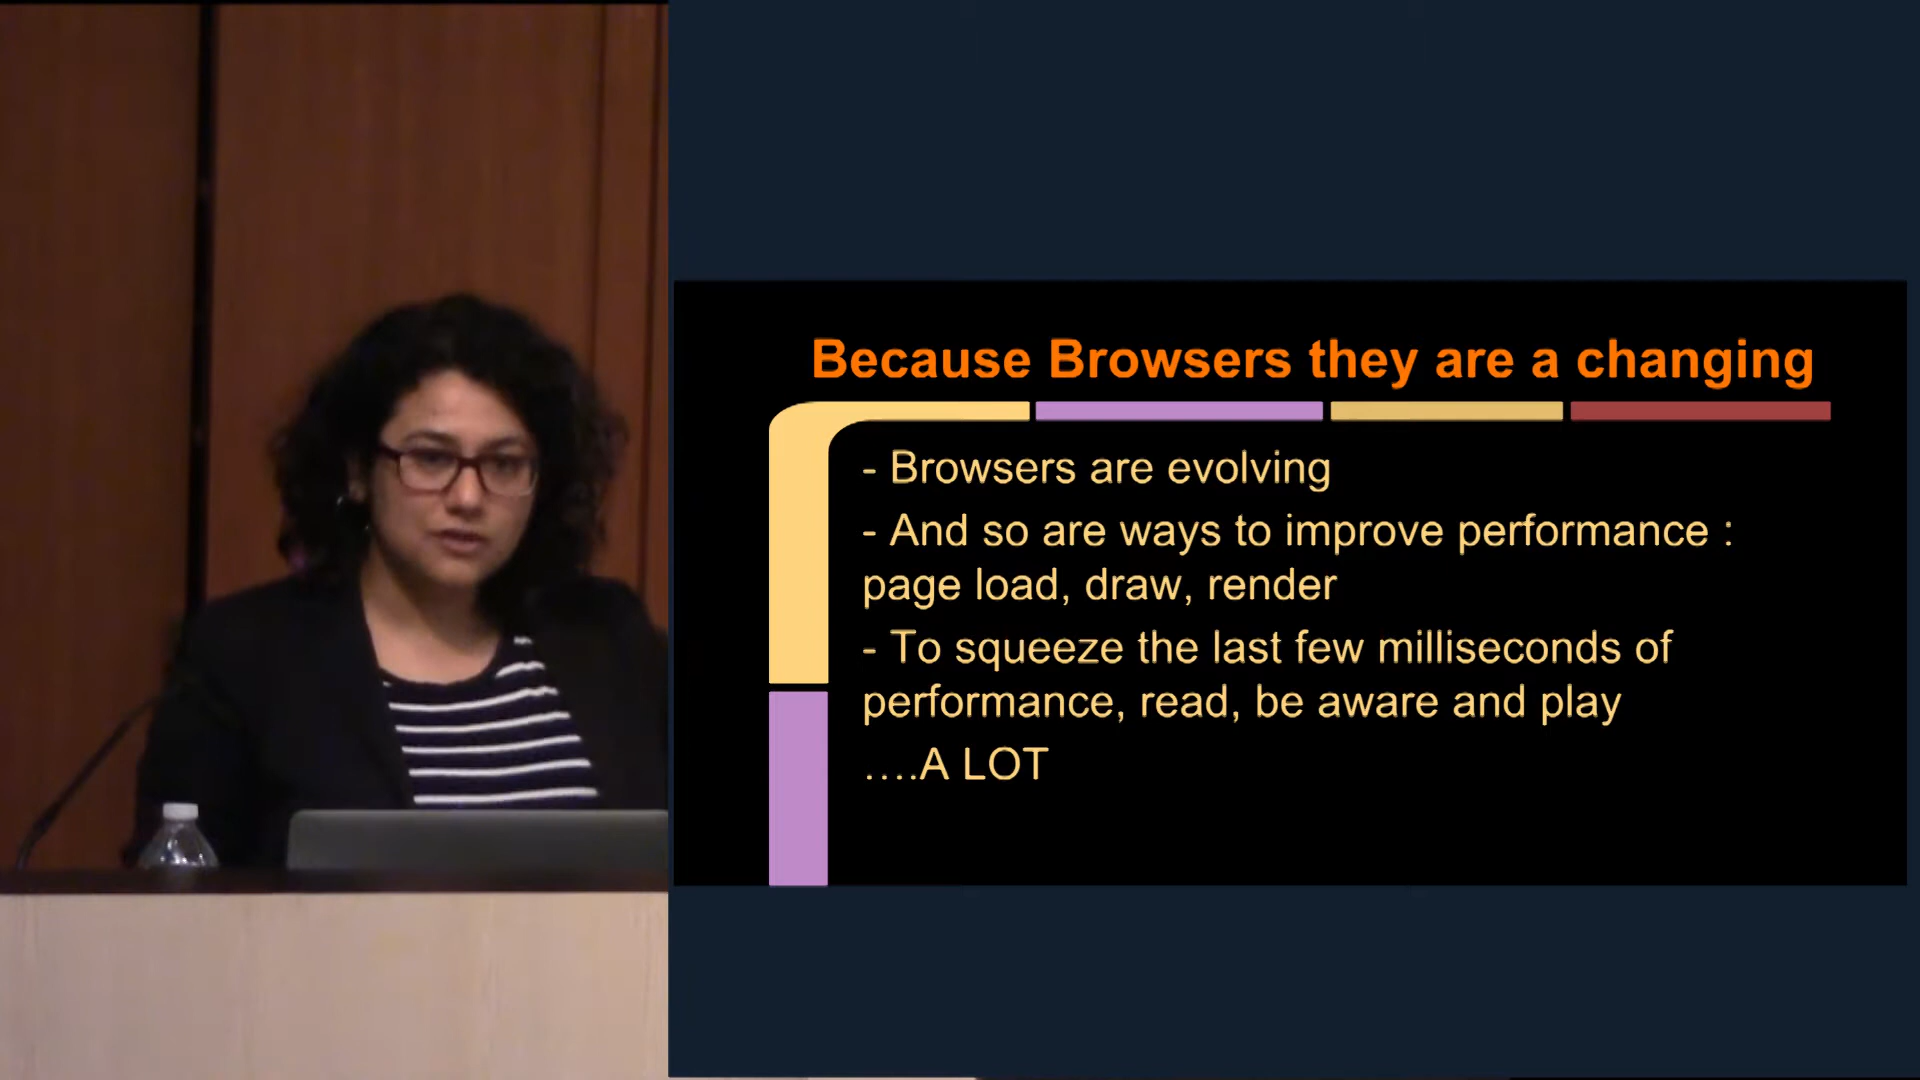 Because Browsers they are a changing
- Browsers are evolving
- And so are ways to improve performance :
page load, draw, render
- To squeeze the last few milliseconds of
performance, read, be aware and play
....A LOT